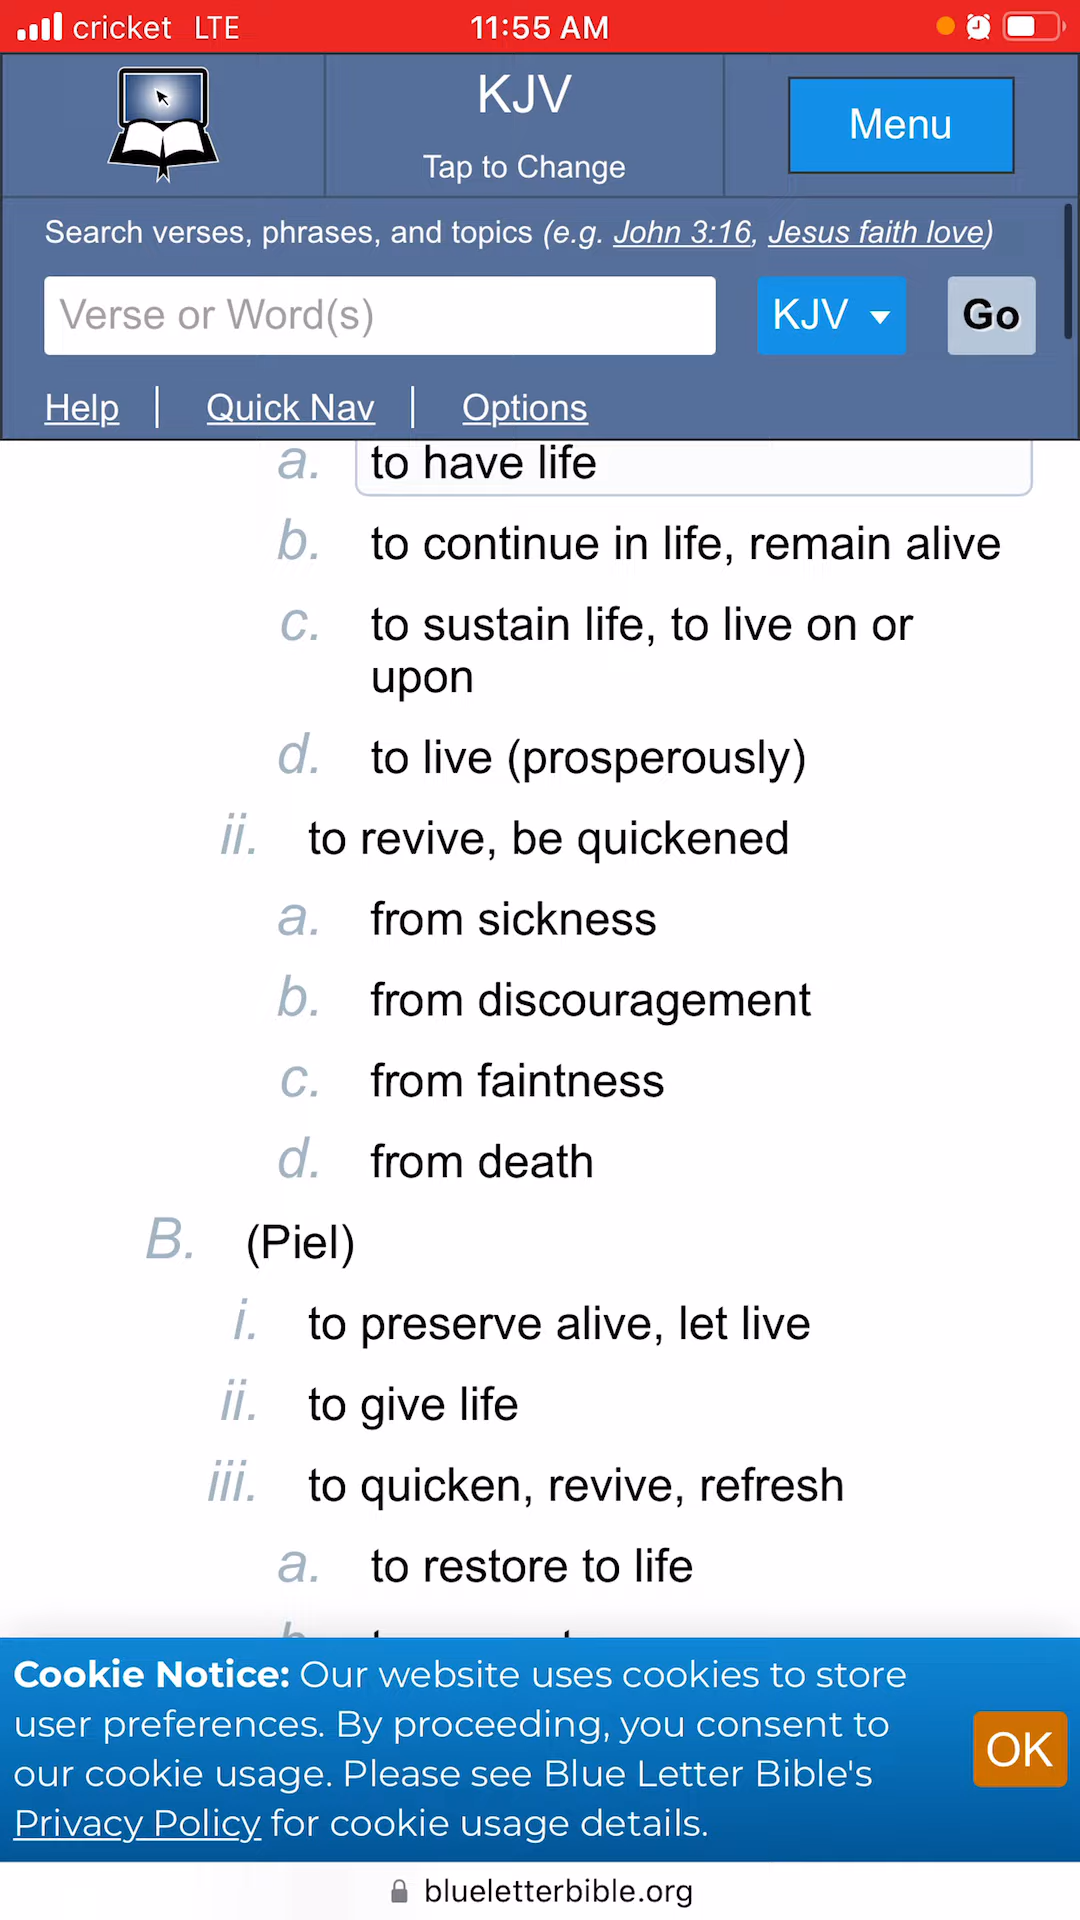 cricket LTE 11:55 AM
KJV
Tap to Change
Menu
Search verses, phrases, and topics (e.g. John 3:16, Jesus faith love)
Verse or Word(s)
KJV
Go
Help | Quick Nav | Options
a. to have life
b. to continue in life, remain alive
c. to sustain life, to live on or
upon
d. to live (prosperously)
ii. to revive, be quickened
a. from sickness
b. from discouragement
c. from faintness
d. from death
B. (Piel)
i. to preserve alive, let live
ii. to give life
iii. to quicken, revive, refresh
a. to restore to life
Cookie Notice: Our website uses cookies to store
user preferences. By proceeding, you consent to
our cookie usage. Please see Blue Letter Bible's
Privacy Policy for cookie usage details.
OK
blueletterbible.org